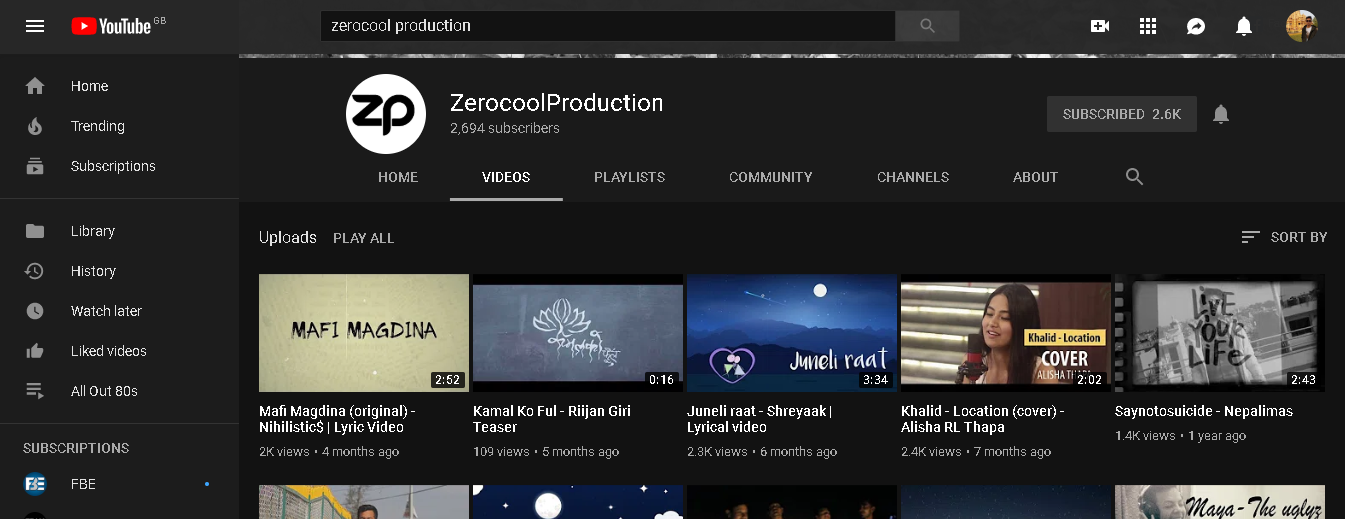 YouTube GB
zerocool production
Home
Trending
Subscriptions
Library
History
Watch later
Liked videos
All Out 80s
SUBSCRIPTIONS
FBE
zp
ZerocoolProduction
2,694 subscribers
SUBSCRIBED 2.6K
HOME VIDEOS PLAYLISTS COMMUNITY CHANNELS ABOUT
Uploads PLAY ALL
SORT BY
MAFI MAGDINA
2:52
Mafi Magdina (original) -
Nihilistic$ | Lyric Video
2K views • 4 months ago
0:16
Kamal Ko Ful - Riijan Giri
Teaser
109 views • 5 months ago
Juneli raat
3:34
Juneli raat - Shreyaak |
Lyrical video
2.3K views • 6 months ago
Khalid - Location
COVER
ALISHA THAPA
2:02
Khalid - Location (cover) -
Alisha RL Thapa
2.4K views • 7 months ago
LiVE
YOUR
LiFe
2:43
Saynotosuicide - Nepalimas
1.4K views • 1 year ago
Maya - The uglyz